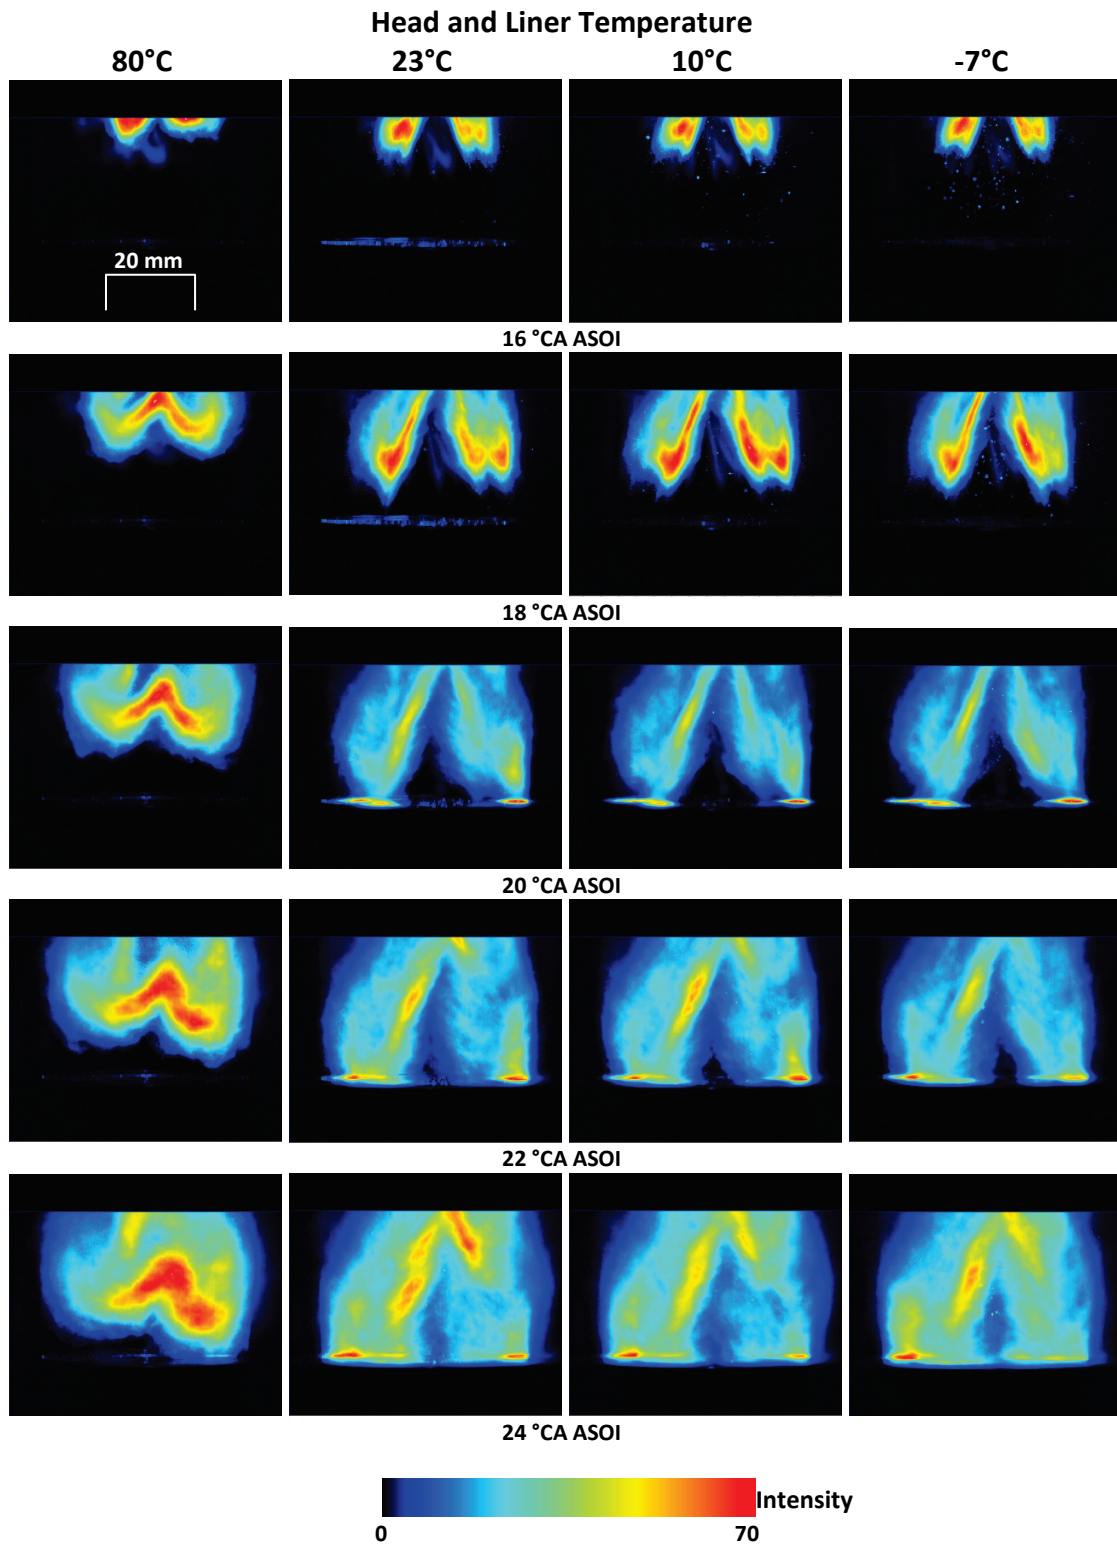 Head and Liner Temperature
80°C 23°C 10°C -7°C
20 mm
16 °CA ASOI
18 °CA ASOI
20 °CA ASOI
22 °CA ASOI
24 °CA ASOI
Intensity
0 70